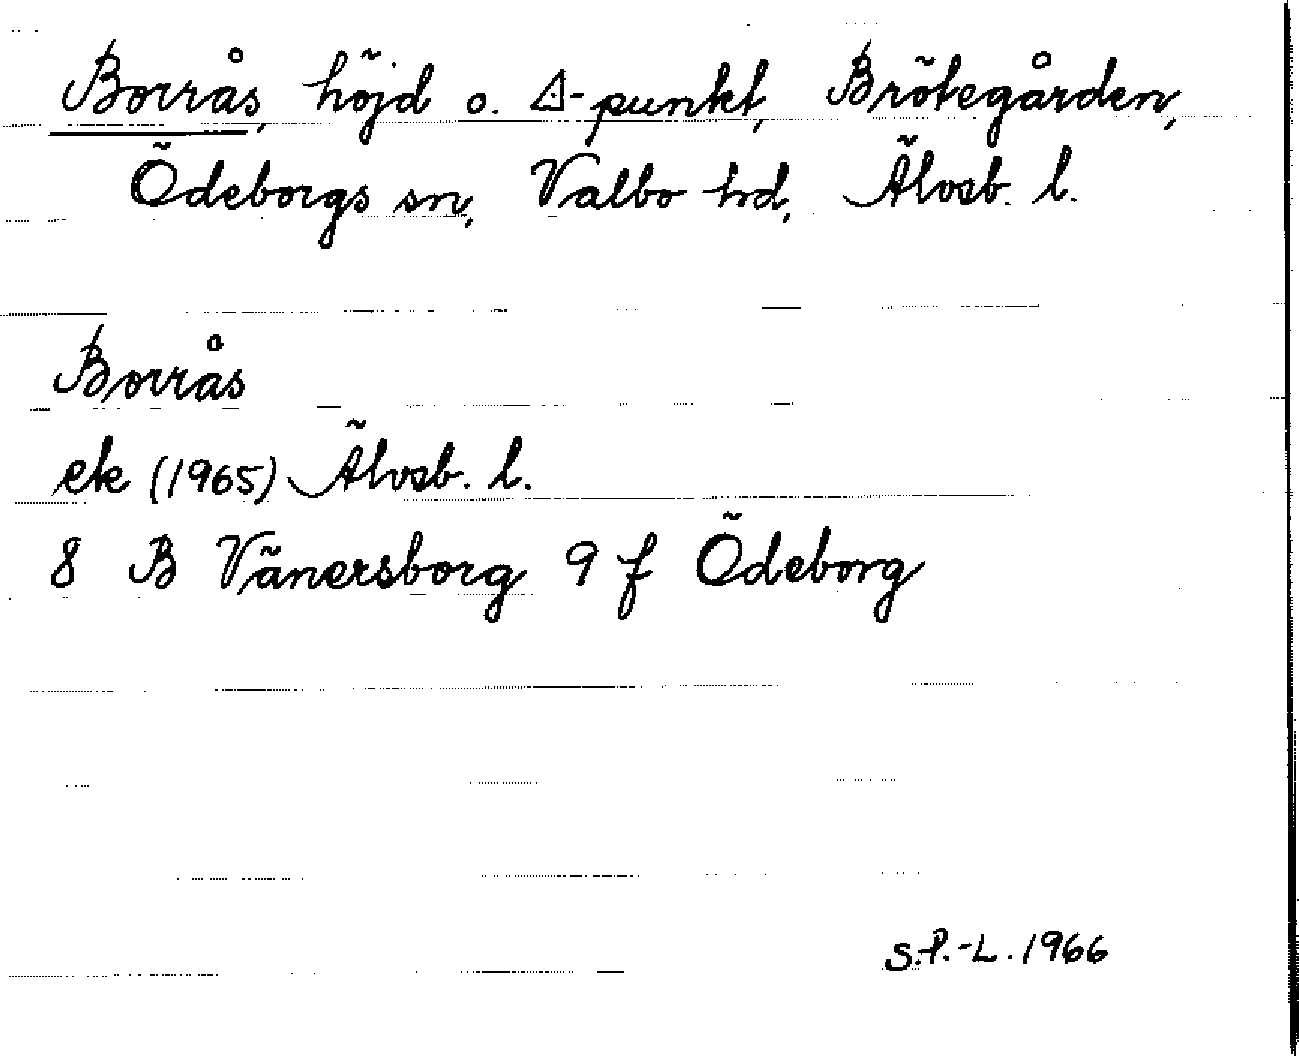 Borrås, höjd o. △-punkt, Brötegården,
Ödeborgs sn, Valbo hd, Älvsb. l.
Borrås
ek (1965) Älvsb. l.
8 B Vänersborg 9 f Ödeborg
S.P.-L. 1966